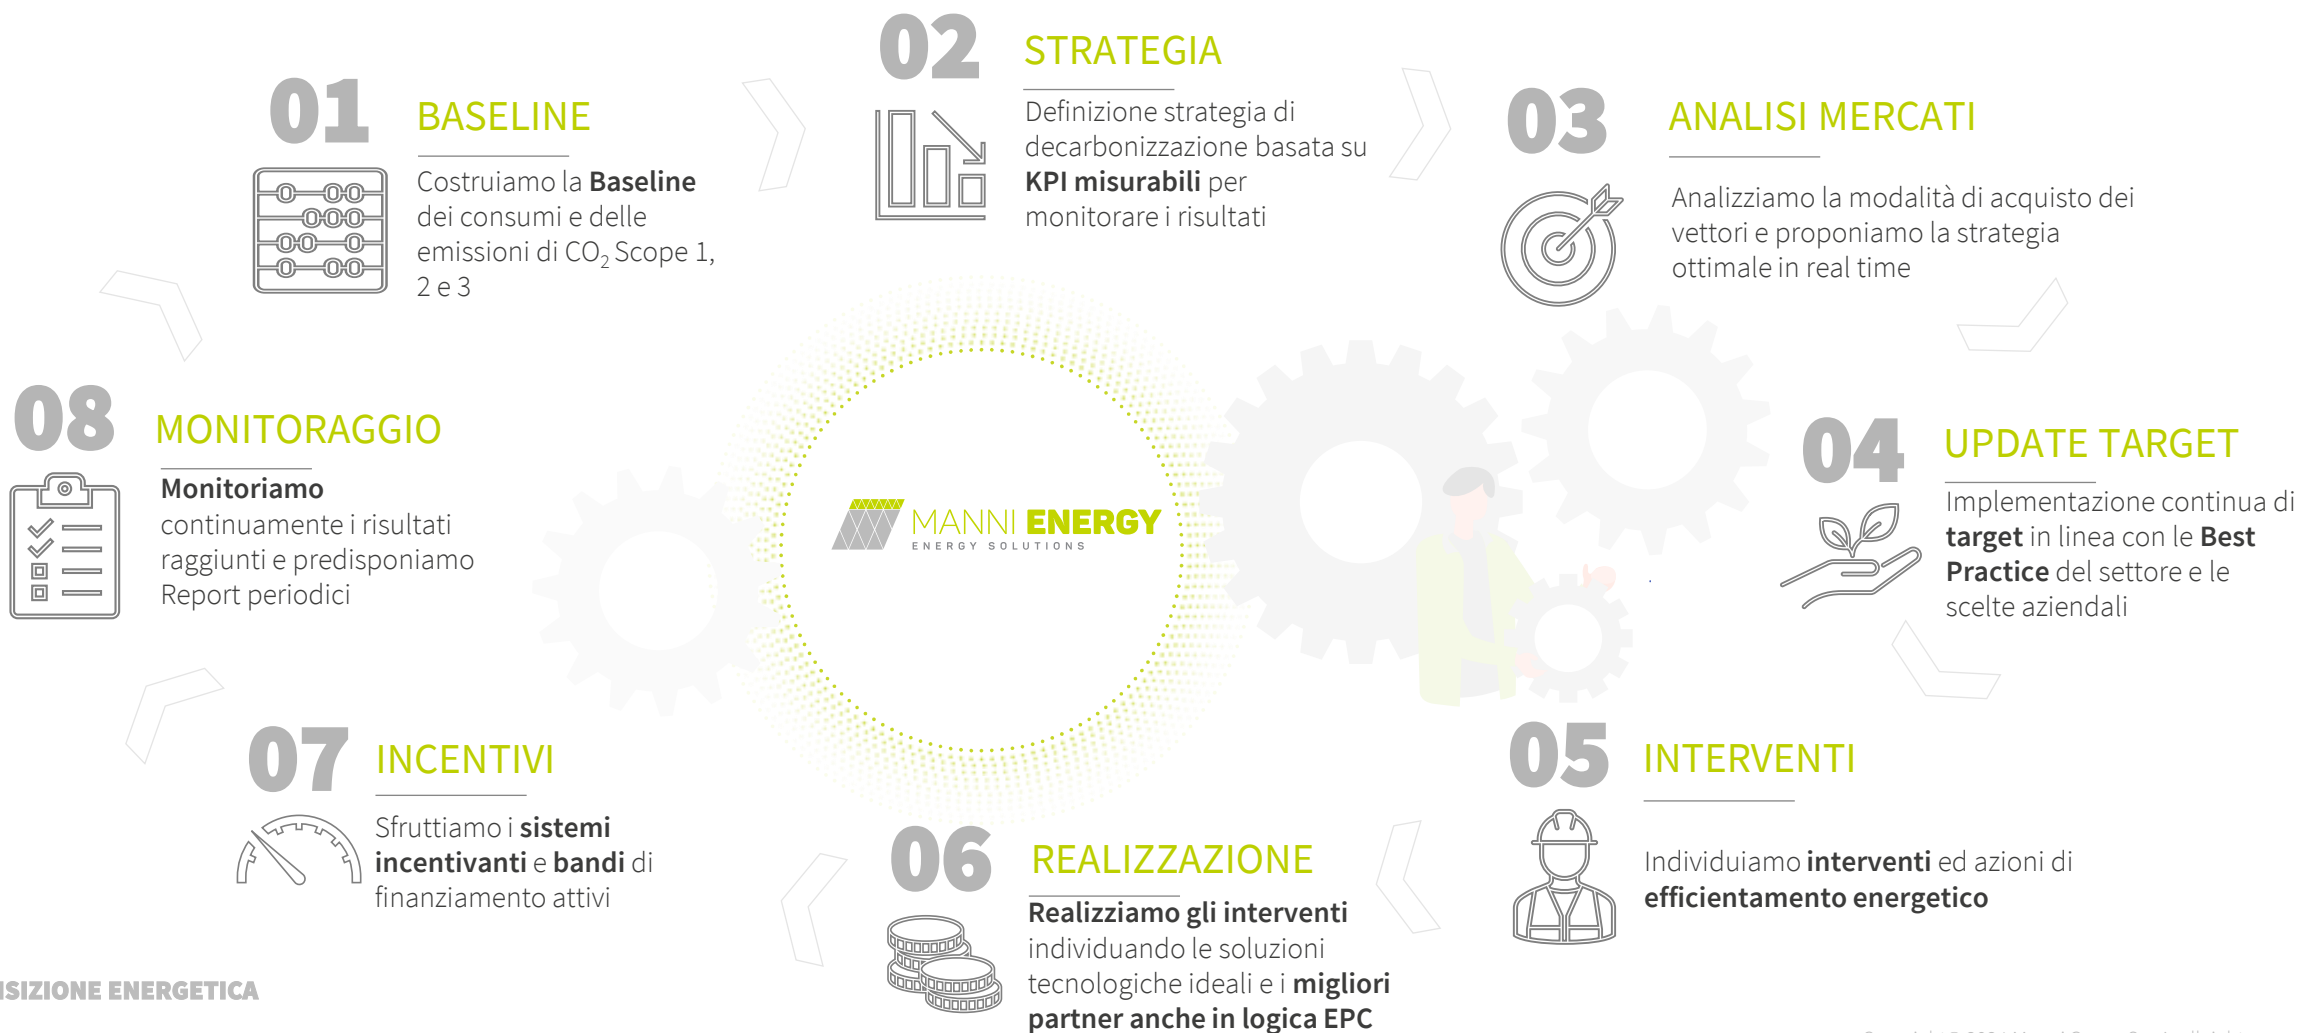 01
BASELINE
Costruiamo la Baseline
dei consumi e delle
emissioni di CO₂ Scope 1,
2 e 3
02
STRATEGIA
Definizione strategia di
decarbonizzazione basata su
KPI misurabili per
monitorare i risultati
03
ANALISI MERCATI
Analizziamo la modalità di acquisto dei
vettori e proponiamo la strategia
ottimale in real time
04
UPDATE TARGET
Implementazione continua di
target in linea con le Best
Practice del settore e le
scelte aziendali
05
INTERVENTI
Individuiamo interventi ed azioni di
efficientamento energetico
06
REALIZZAZIONE
Realizziamo gli interventi
individuando le soluzioni
tecnologiche ideali e i migliori
partner anche in logica EPC
07
INCENTIVI
Sfruttiamo i sistemi
incentivanti e bandi di
finanziamento attivi
08
MONITORAGGIO
Monitoriamo
continuamente i risultati
raggiunti e predisponiamo
Report periodici
MANNI ENERGY
ENERGY SOLUTIONS
SIZIONE ENERGETICA